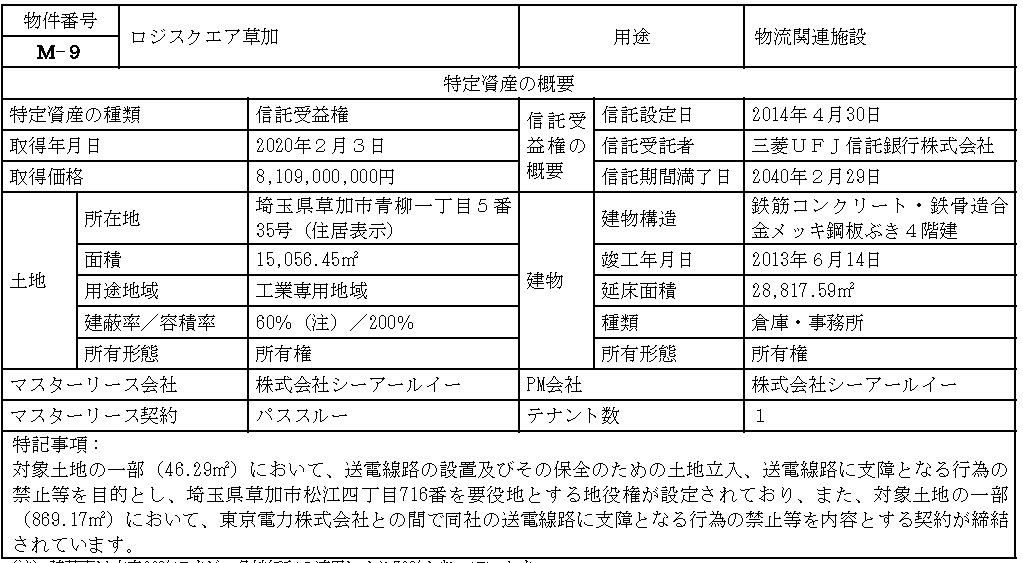 物件番号
M-9
ロジスクエア草加
用途
物流関連施設
特定資産の概要
特定資産の種類
信託受益権
信託受
益権の
概要
信託設定日
2014年4月30日
取得年月日
2020年2月3日
信託受託者
三菱UFJ信託銀行株式会社
取得価格
8,109,000,000円
信託期間満了日
2040年2月29日
土地
所在地
埼玉県草加市青柳一丁目5番
35号(住居表示)
建物
建物構造
鉄筋コンクリート・鉄骨造合
金メッキ鋼板ぶき4階建
面積
15,056.45㎡
竣工年月日
2013年6月14日
用途地域
工業専用地域
延床面積
28,817.59㎡
建蔽率/容積率
60%(注)/200%
種類
倉庫・事務所
所有形態
所有権
所有形態
所有権
マスターリース会社
株式会社シーアールイー
PM会社
株式会社シーアールイー
マスターリース契約
パススルー
テナント数
1
特記事項:
対象土地の一部(46.29㎡)において、送電線路の設置及びその保全のための土地立入、送電線路に支障となる行為の
禁止等を目的とし、埼玉県草加市松江四丁目716番を要役地とする地役権が設定されており、また、対象土地の一部
(869.17㎡)において、東京電力株式会社との間で同社の送電線路に支障となる行為の禁止等を内容とする契約が締結
されています。